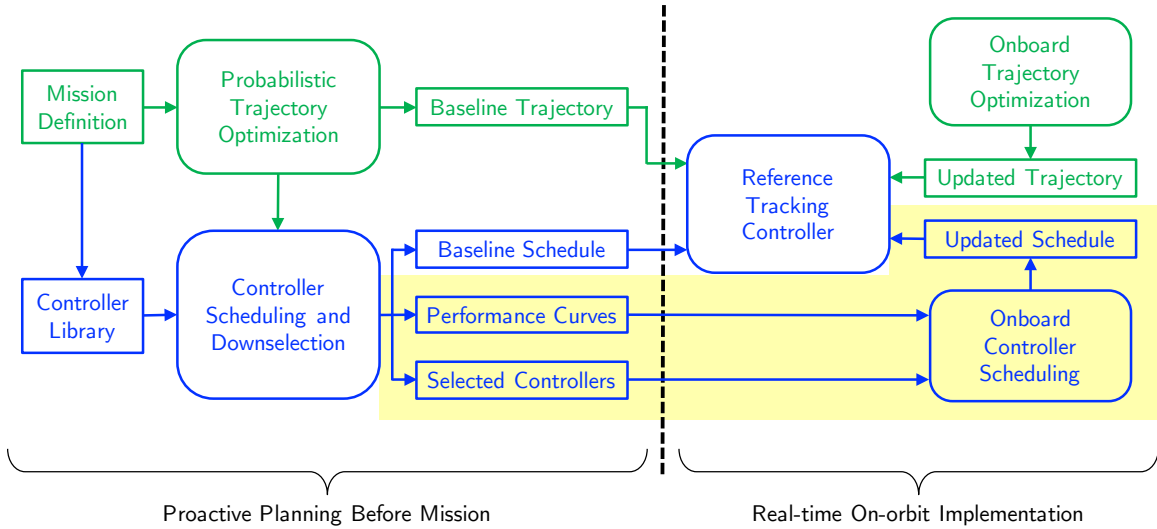 Mission
Definition
Probabilistic
Trajectory
Optimization
Baseline Trajectory
Onboard
Trajectory
Optimization
Updated Trajectory
Reference
Tracking
Controller
Controller
Library
Controller
Scheduling and
Downselection
Baseline Schedule
Performance Curves
Selected Controllers
Updated Schedule
Onboard
Controller
Scheduling
Proactive Planning Before Mission
Real-time On-orbit Implementation